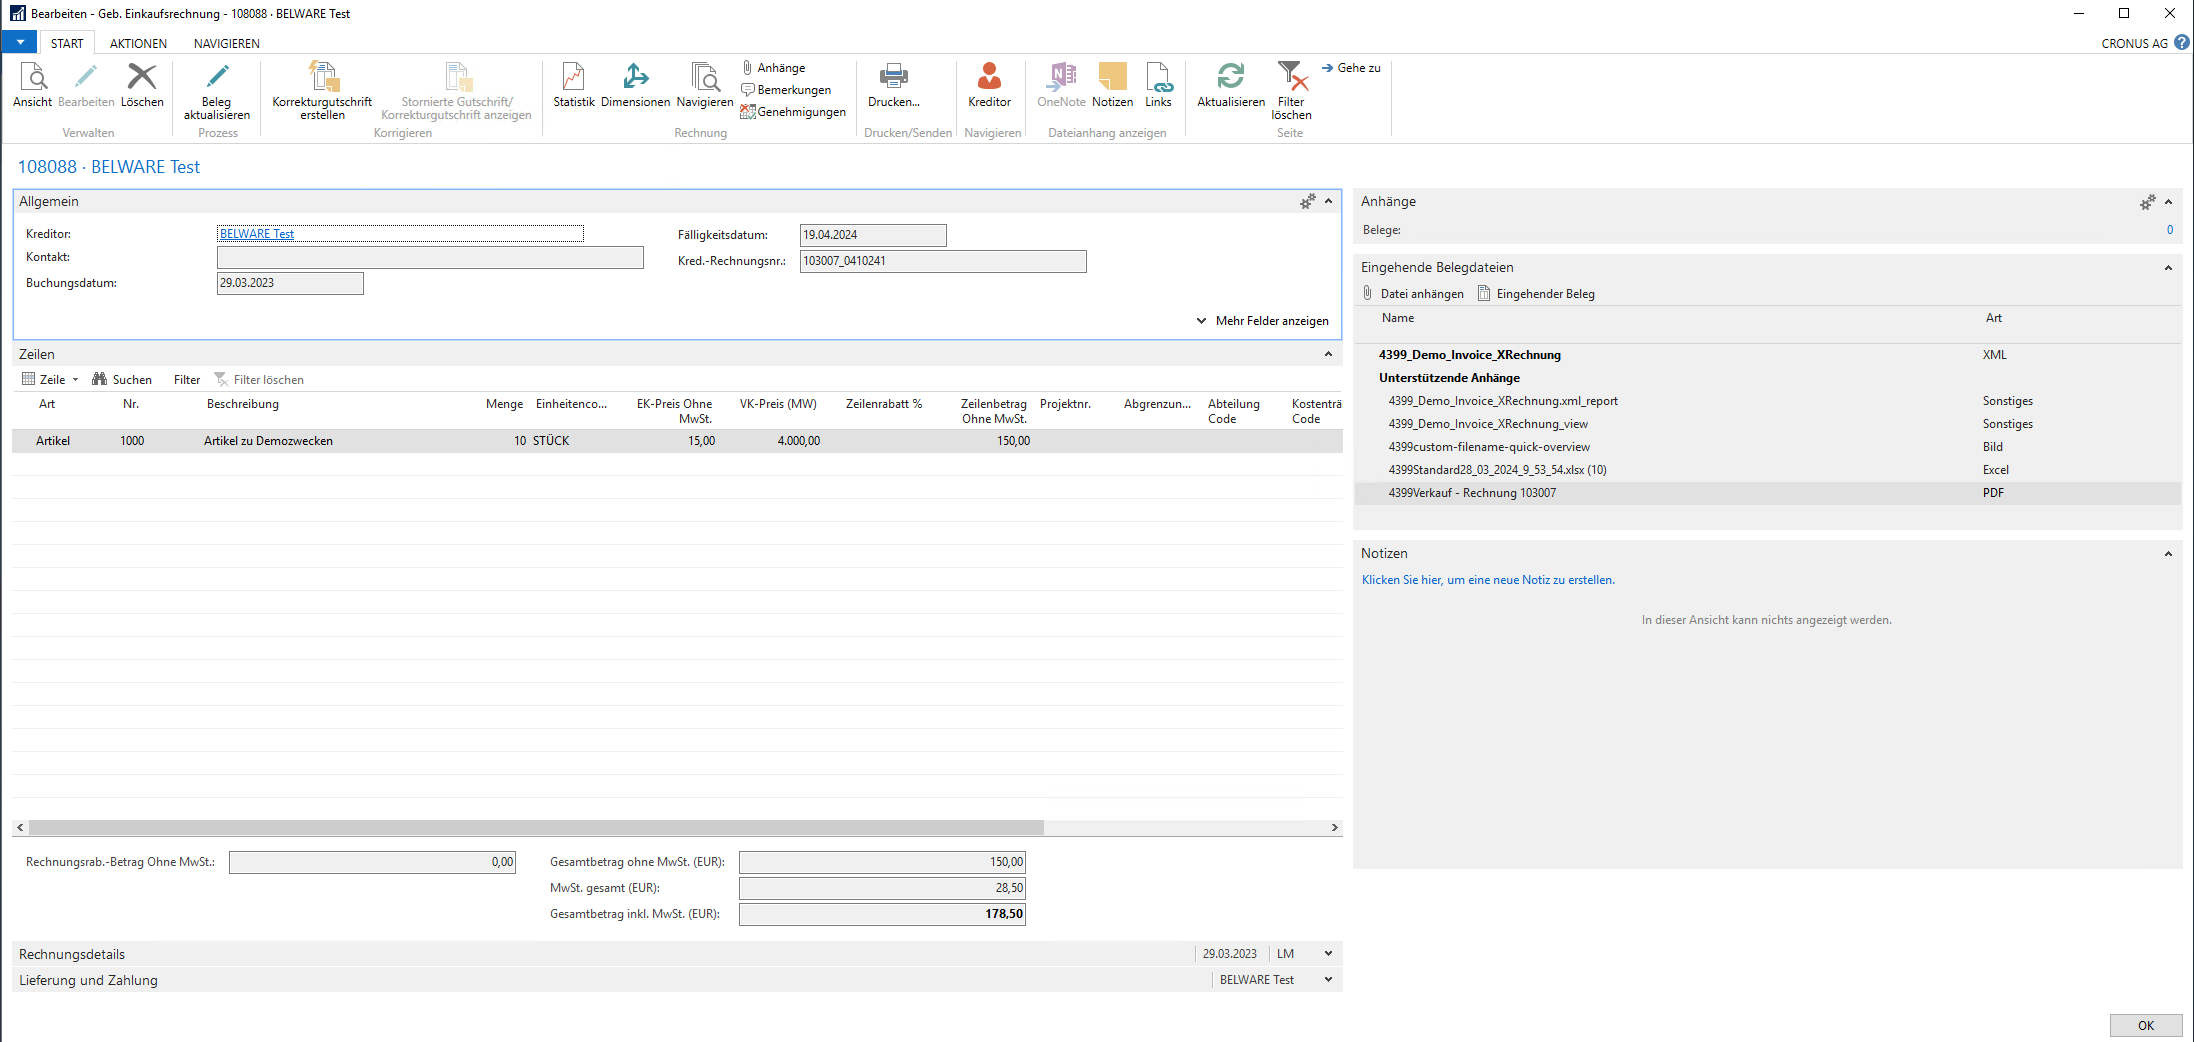 Bearbeiten - Geb. Einkaufsrechnung - 108088 · BELWARE Test
START AKTIONEN NAVIGIEREN CRONUS AG
Ansicht
Bearbeiten
Löschen
Verwalten
Beleg
aktualisieren
Prozess
Korrekturgutschrift
erstellen
Stornierte Gutschrift/
Korrekturgutschrift anzeigen
Korrigieren
Statistik
Dimensionen
Navigieren
Anhänge
Bemerkungen
Genehmigungen
Rechnung
Drucken...
Drucken/Senden
Kreditor
Navigieren
OneNote
Notizen
Links
Dateianhang anzeigen
Aktualisieren
Filter
löschen
Gehe zu
Seite
108088 · BELWARE Test
Allgemein
Kreditor: BELWARE Test
Kontakt:
Buchungsdatum: 29.03.2023
Fälligkeitsdatum: 19.04.2024
Kred.-Rechnungsnr.: 103007_0410241
Mehr Felder anzeigen
Zeilen
Zeile Suchen Filter Filter löschen
Art Nr. Beschreibung Menge Einheitenco... EK-Preis Ohne MwSt. VK-Preis (MW) Zeilenrabatt % Zeilenbetrag Ohne MwSt. Projektnr. Abgrenzun... Abteilung Code Kostenträ Code
Artikel 1000 Artikel zu Demozwecken 10 STÜCK 15,00 4.000,00 150,00
Rechnungsrab.-Betrag Ohne MwSt.: 0,00
Gesamtbetrag ohne MwSt. (EUR): 150,00
MwSt. gesamt (EUR): 28,50
Gesamtbetrag inkl. MwSt. (EUR): 178,50
Rechnungsdetails 29.03.2023 LM
Lieferung und Zahlung BELWARE Test
Anhänge
Belege: 0
Eingehende Belegdateien
Datei anhängen Eingehender Beleg
Name Art
4399_Demo_Invoice_XRechnung XML
Unterstützende Anhänge
4399_Demo_Invoice_XRechnung.xml_report Sonstiges
4399_Demo_Invoice_XRechnung_view Sonstiges
4399custom-filename-quick-overview Bild
4399Standard28_03_2024_9_53_54.xlsx (10) Excel
4399Verkauf - Rechnung 103007 PDF
Notizen
Klicken Sie hier, um eine neue Notiz zu erstellen.
In dieser Ansicht kann nichts angezeigt werden.
OK